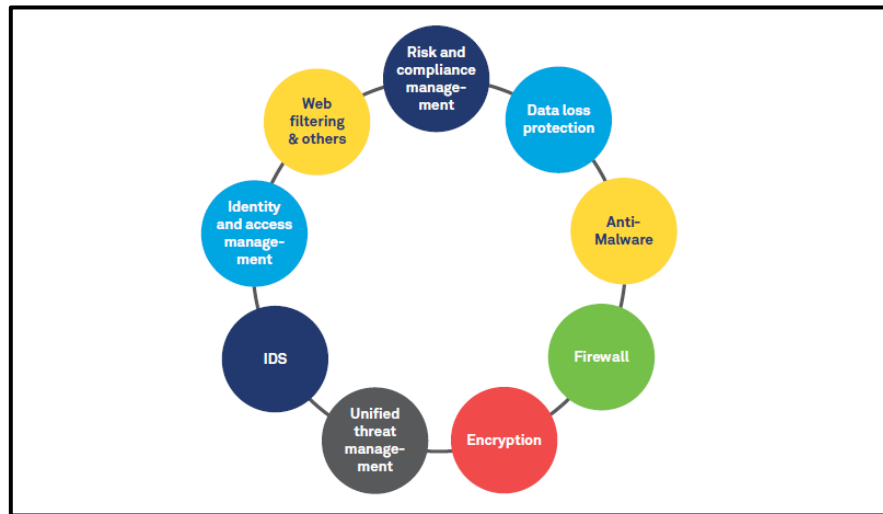 Risk and
compliance
manage-
ment
Data loss
protection
Anti-
Malware
Firewall
Encryption
Unified
threat
manage-
ment
IDS
Identity
and access
manage-
ment
Web
filtering
& others